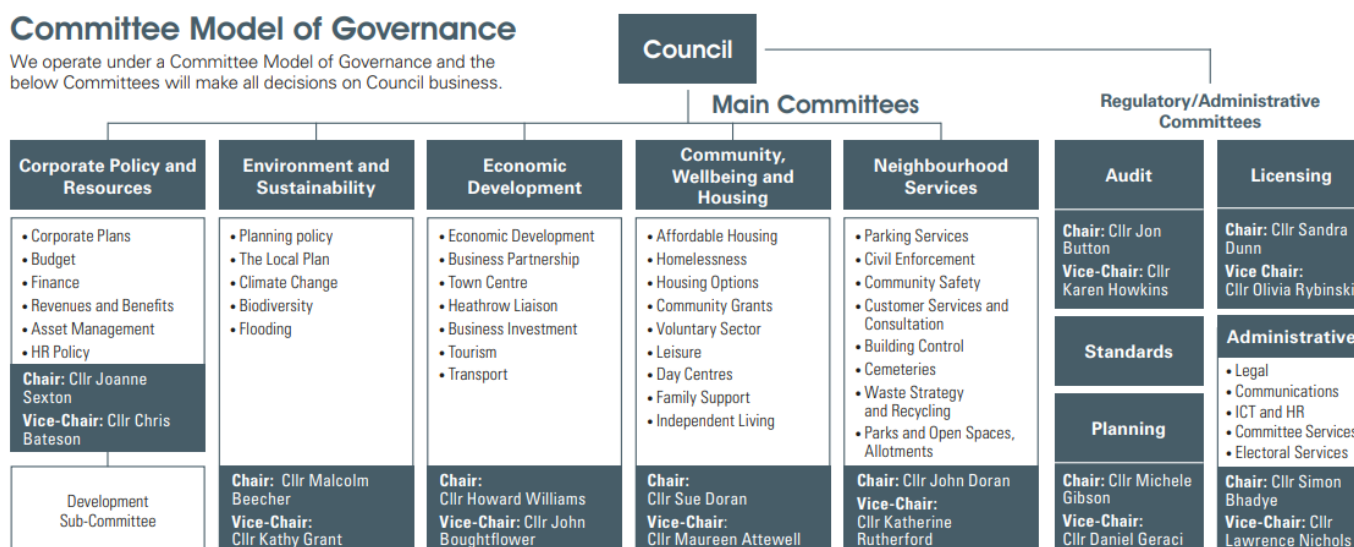 Committee Model of Governance
We operate under a Committee Model of Governance and the
below Committees will make all decisions on Council business.
Council
Main Committees
Regulatory/Administrative
Committees
Corporate Policy and
Resources
• Corporate Plans
• Budget
• Finance
• Revenues and Benefits
• Asset Management
• HR Policy
Chair: Cllr Joanne
Sexton
Vice-Chair: Cllr Chris
Bateson
Development
Sub-Committee
Environment and
Sustainability
• Planning policy
• The Local Plan
• Climate Change
• Biodiversity
• Flooding
Chair: Cllr Malcolm
Beecher
Vice-Chair:
Cllr Kathy Grant
Economic
Development
• Economic Development
• Business Partnership
• Town Centre
• Heathrow Liaison
• Business Investment
• Tourism
• Transport
Chair:
Cllr Howard Williams
Vice-Chair: Cllr John
Boughtflower
Community,
Wellbeing and
Housing
• Affordable Housing
• Homelessness
• Housing Options
• Community Grants
• Voluntary Sector
• Leisure
• Day Centres
• Family Support
• Independent Living
Chair:
Cllr Sue Doran
Vice-Chair:
Cllr Maureen Attewell
Neighbourhood
Services
• Parking Services
• Civil Enforcement
• Community Safety
• Customer Services and
Consultation
• Building Control
• Cemeteries
• Waste Strategy
and Recycling
• Parks and Open Spaces,
Allotments
Chair: Cllr John Doran
Vice-Chair:
Cllr Katherine
Rutherford
Audit
Chair: Cllr Jon
Button
Vice-Chair: Cllr
Karen Howkins
Standards
Planning
Chair: Cllr Michele
Gibson
Vice-Chair:
Cllr Daniel Geraci
Licensing
Chair: Cllr Sandra
Dunn
Vice Chair:
Cllr Olivia Rybinski
Administrative
• Legal
• Communications
• ICT and HR
• Committee Services
• Electoral Services
Chair: Cllr Simon
Bhadye
Vice-Chair: Cllr
Lawrence Nichols